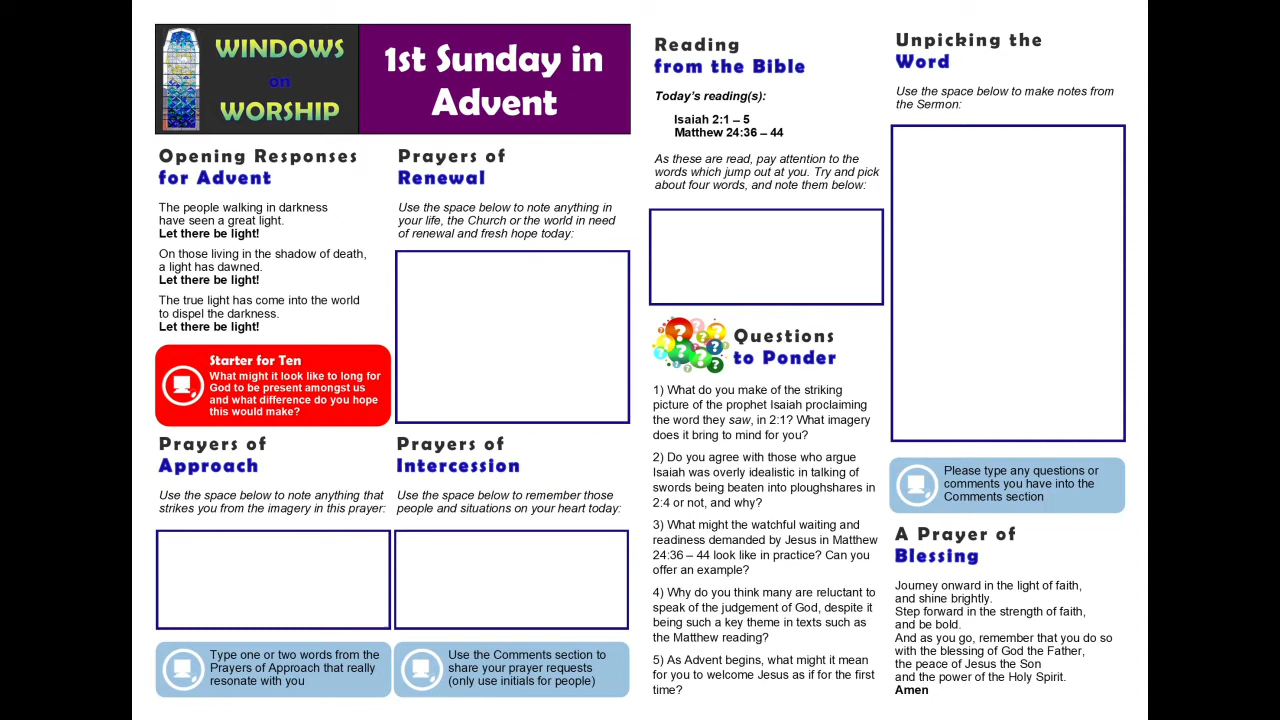 WINDOWS
on
WORSHIP
1st Sunday in
Advent
Opening Responses
for Advent
The people walking in darkness
have seen a great light.
Let there be light!
On those living in the shadow of death,
a light has dawned.
Let there be light!
The true light has come into the world
to dispel the darkness.
Let there be light!
Starter for Ten
What might it look like to long for
God to be present amongst us
and what difference do you hope
this would make?
Prayers of
Approach
Use the space below to note anything that
strikes you from the imagery in this prayer:
Type one or two words from the
Prayers of Approach that really
resonate with you
Prayers of
Renewal
Use the space below to note anything in
your life, the Church or the world in need
of renewal and fresh hope today:
Prayers of
Intercession
Use the space below to remember those
people and situations on your heart today:
Use the Comments section to
share your prayer requests
(only use initials for people)
Reading
from the Bible
Today's reading(s):
Isaiah 2:1 – 5
Matthew 24:36 – 44
As these are read, pay attention to the
words which jump out at you. Try and pick
about four words, and note them below:
Questions
to Ponder
1) What do you make of the striking
picture of the prophet Isaiah proclaiming
the word they saw, in 2:1? What imagery
does it bring to mind for you?
2) Do you agree with those who argue
Isaiah was overly idealistic in talking of
swords being beaten into ploughshares in
2:4 or not, and why?
3) What might the watchful waiting and
readiness demanded by Jesus in Matthew
24:36 – 44 look like in practice? Can you
offer an example?
4) Why do you think many are reluctant to
speak of the judgement of God, despite it
being such a key theme in texts such as
the Matthew reading?
5) As Advent begins, what might it mean
for you to welcome Jesus as if for the first
time?
Unpicking the
Word
Use the space below to make notes from
the Sermon:
Please type any questions or
comments you have into the
Comments section
A Prayer of
Blessing
Journey onward in the light of faith,
and shine brightly.
Step forward in the strength of faith,
and be bold.
And as you go, remember that you do so
with the blessing of God the Father,
the peace of Jesus the Son
and the power of the Holy Spirit.
Amen